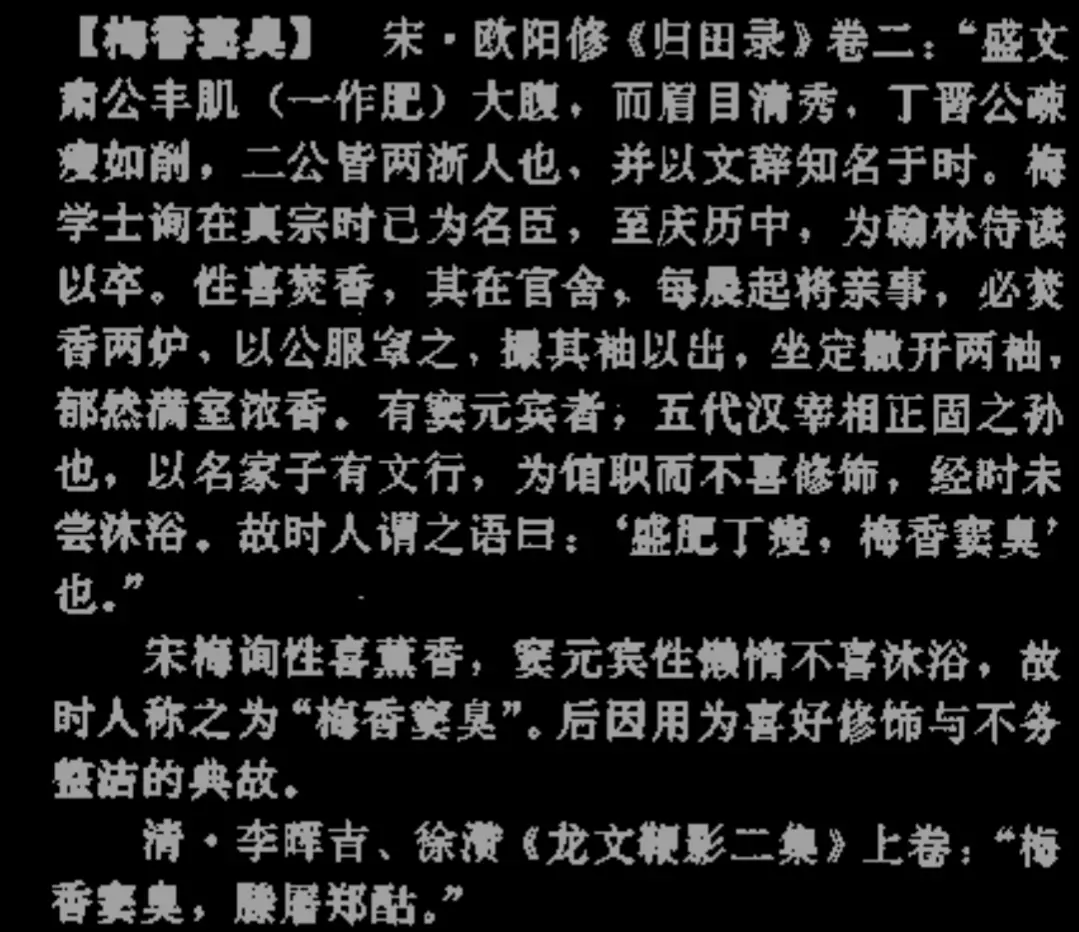 【梅香窦臭】 宋·欧阳修《归田录》卷二：“盛文
肃公丰肌（一作肥）大腹，而眉目清秀，丁晋公疎
瘦如削，二公皆两浙人也，并以文辞知名于时。梅
学士询在真宗时已为名臣，至庆历中，为翰林侍读
以卒。性喜焚香，其在官舍，每晨起将亲事，必焚
香两炉，以公服罩之，撮其袖以出，坐定撒开两袖，
郁然满室浓香。有窦元宾者，五代汉宰相正固之孙
也，以名家子有文行，为馆职而不喜修饰，经时未
尝沐浴。故时人谓之语曰：‘盛肥丁瘦，梅香窦臭’
也。”
宋梅询性喜薰香，窦元宾性懒惰不喜沐浴，故
时人称之为“梅香窦臭”。后因用为喜好修饰与不务
整洁的典故。
清·李晖吉、徐瓒《龙文鞭影二集》上卷：“梅
香窦臭，滕屠郑酤。”